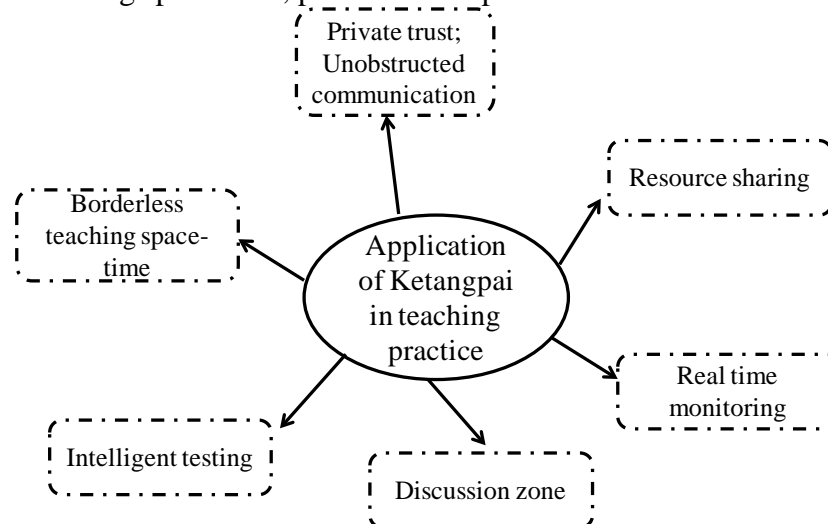 Private trust;
Unobstructed
communication
Resource sharing
Borderless
teaching space-
time
Application
of Ketangpai
in teaching
practice
Real time
monitoring
Intelligent testing
Discussion zone